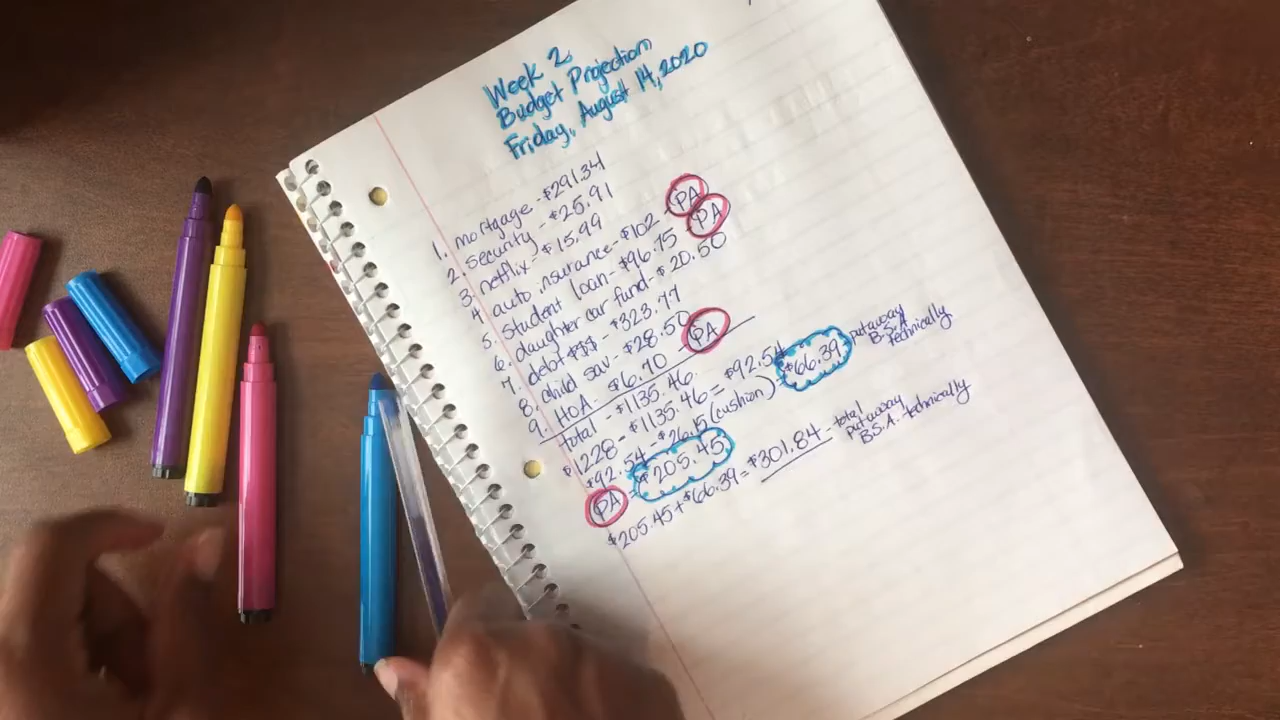 Week 2
Budget Projection
Friday, August 14, 2020
1. mortgage - $291.34
2. security - $25.91
3. netflix - $15.99
4. auto insurance - $102 PA
5. student loan - $96.75 PA
6. daughter car fund - $20.50
7. debt $$$ - $323.77
8. child sav - $28.50
9. HOA - $6.70 - PA
total - $1135.46
$1228 - $1135.46 = $92.54
$92.54 - $26.15 (cushion) = $66.39 put away B.S.A technically
PA = $205.45
$205.45 + $66.39 = $301.84 - total put away B.S.A. technically